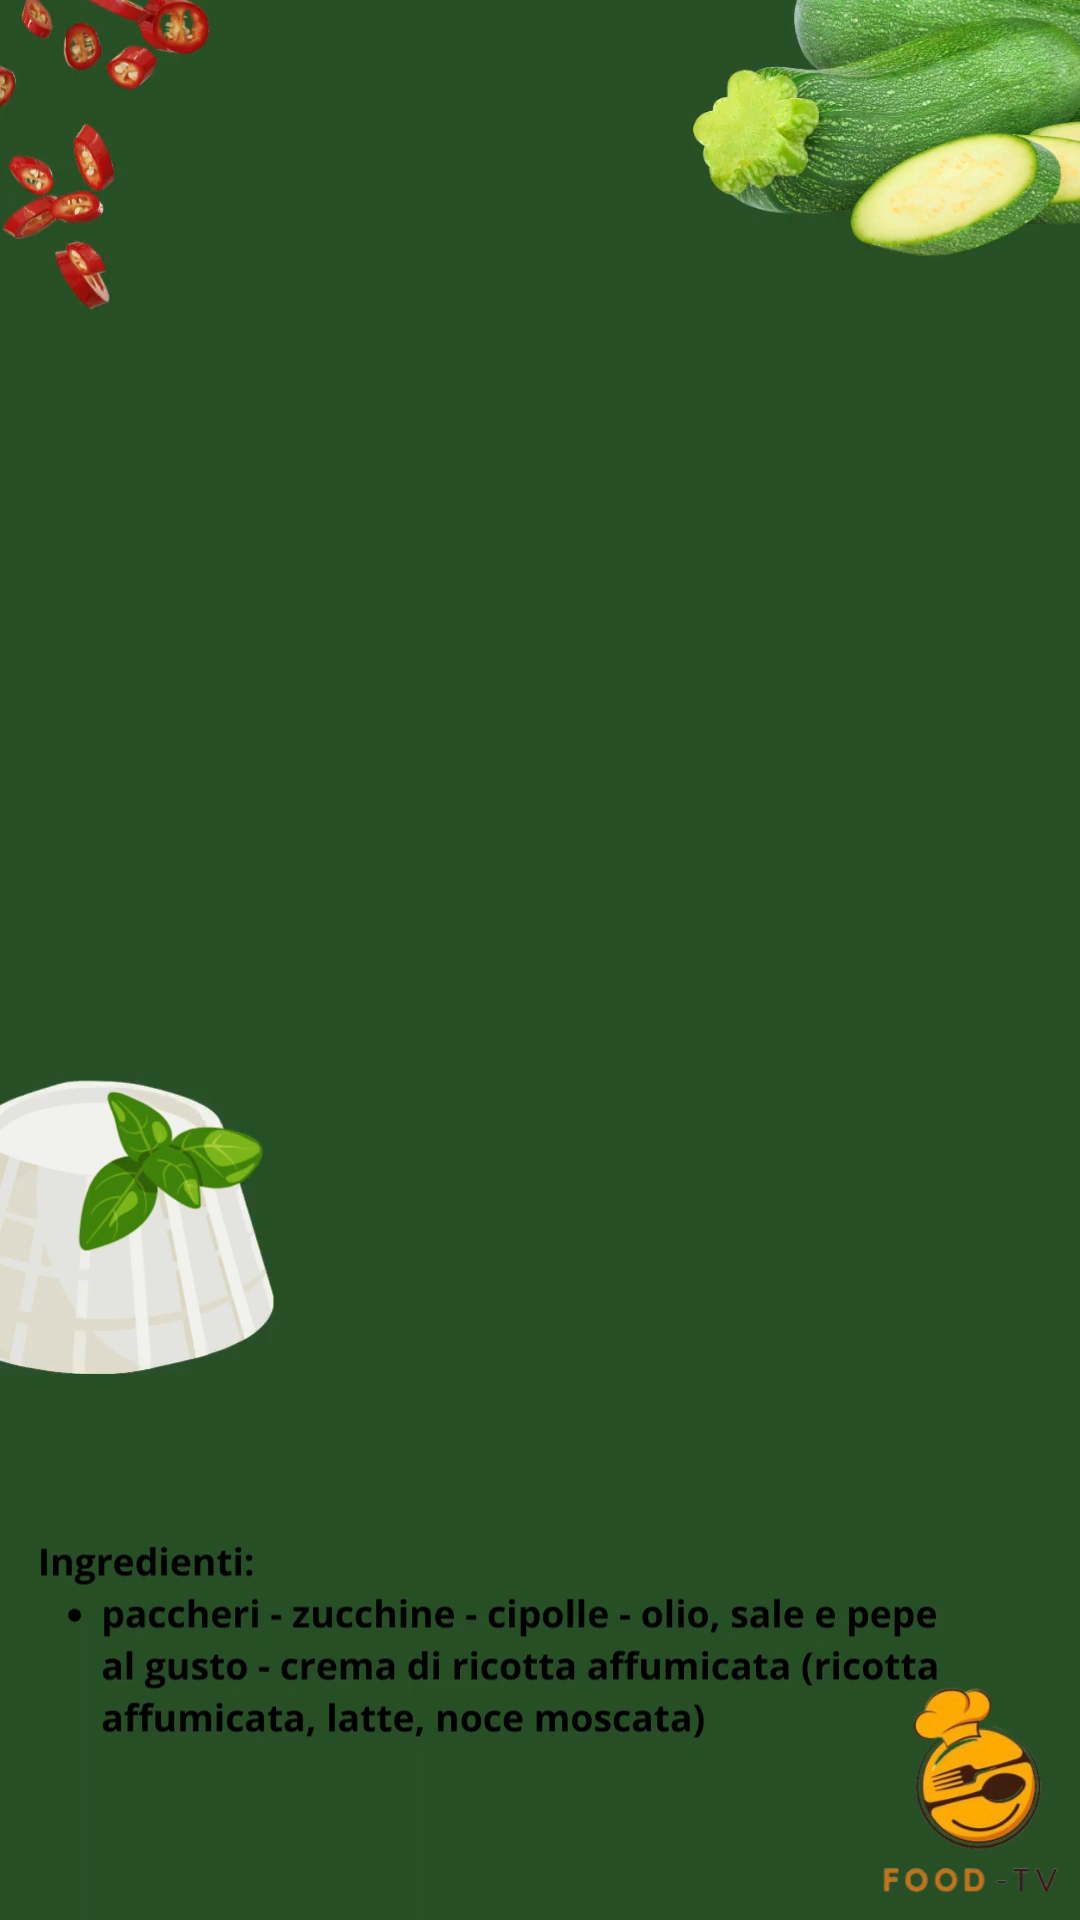 Ingredienti:
• paccheri - zucchine - cipolle - olio, sale e pepe
al gusto - crema di ricotta affumicata (ricotta
affumicata, latte, noce moscata)
FOOD-TV